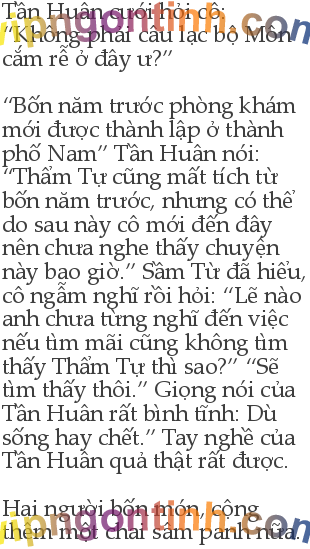 Tần Huân cười hỏi cô:
“Không phải câu lạc bộ Môn
cắm rễ ở đây ư?”
“Bốn năm trước phòng khám
mới được thành lập ở thành
phố Nam” Tần Huân nói:
“Thẩm Tự cũng mất tích từ
bốn năm trước, nhưng có thể
do sau này cô mới đến đây
nên chưa nghe thấy chuyện
này bao giờ.” Sầm Từ đã hiểu,
cô ngẫm nghĩ rồi hỏi: “Lẽ nào
anh chưa từng nghĩ đến việc
nếu tìm mãi cũng không tìm
thấy Thẩm Tự thì sao?” “Sẽ
tìm thấy thôi.” Giọng nói của
Tần Huân rất bình tĩnh: Dù
sống hay chết.” Tay nghề của
Tần Huân quả thật rất được.
Hai người bốn món, cộng
thêm một chai sâm panh nữa.
vipngontinh.com
vipngontinh.com